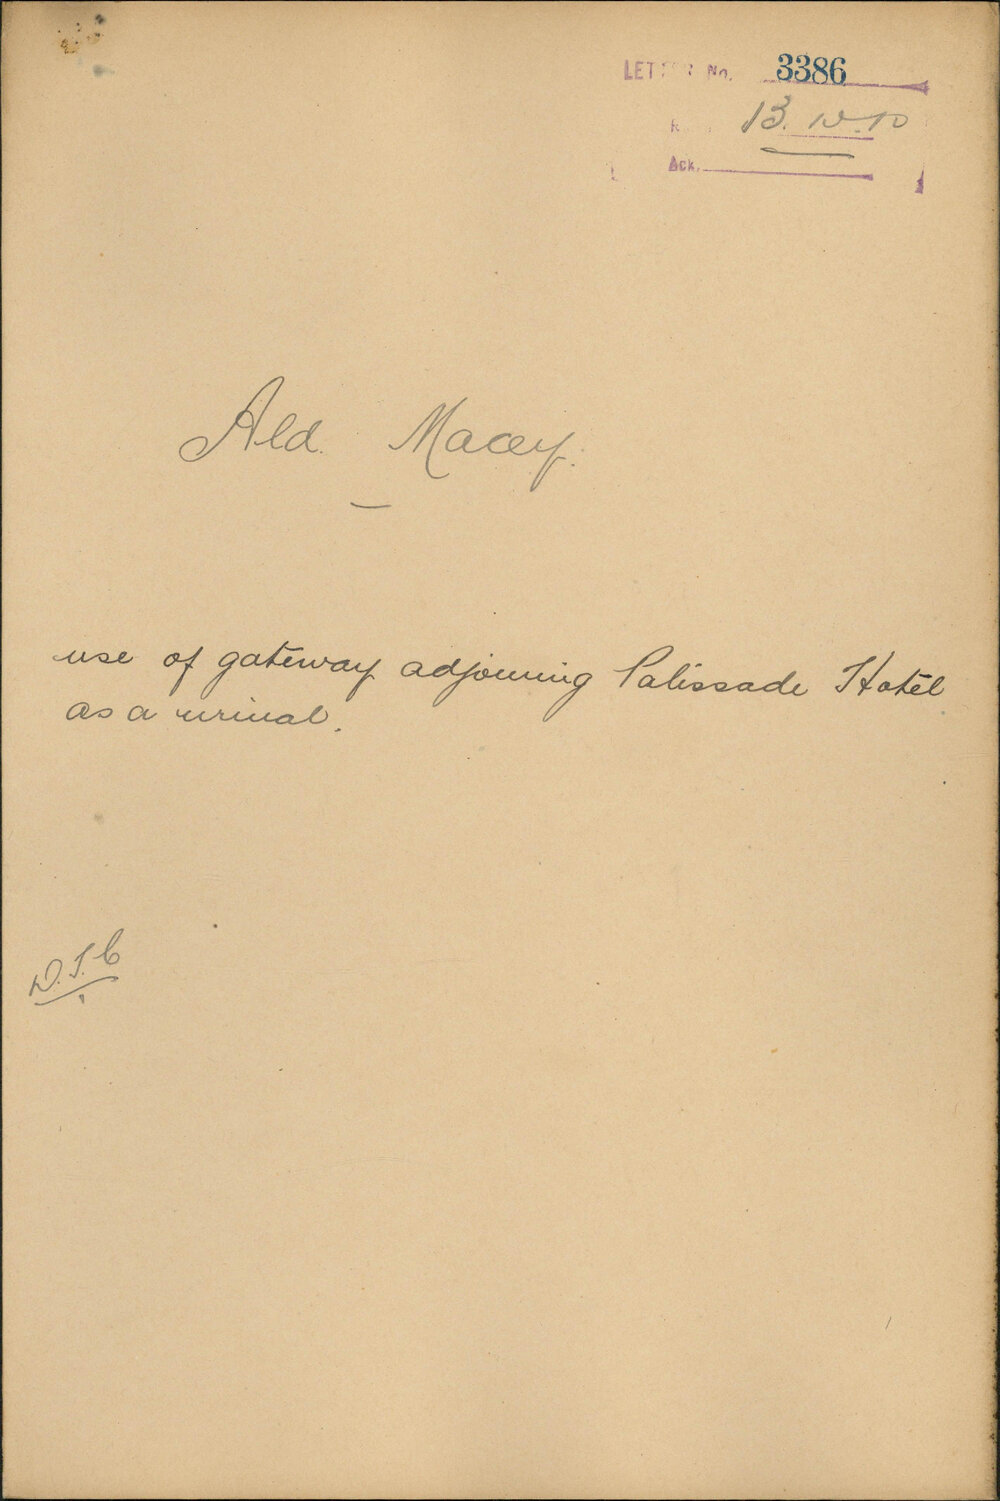 LETTER No. 3386
13. 12. 10
Ack.
Ald. Macey.
use of gateway adjoining Palissade Hotel
as a urinal.